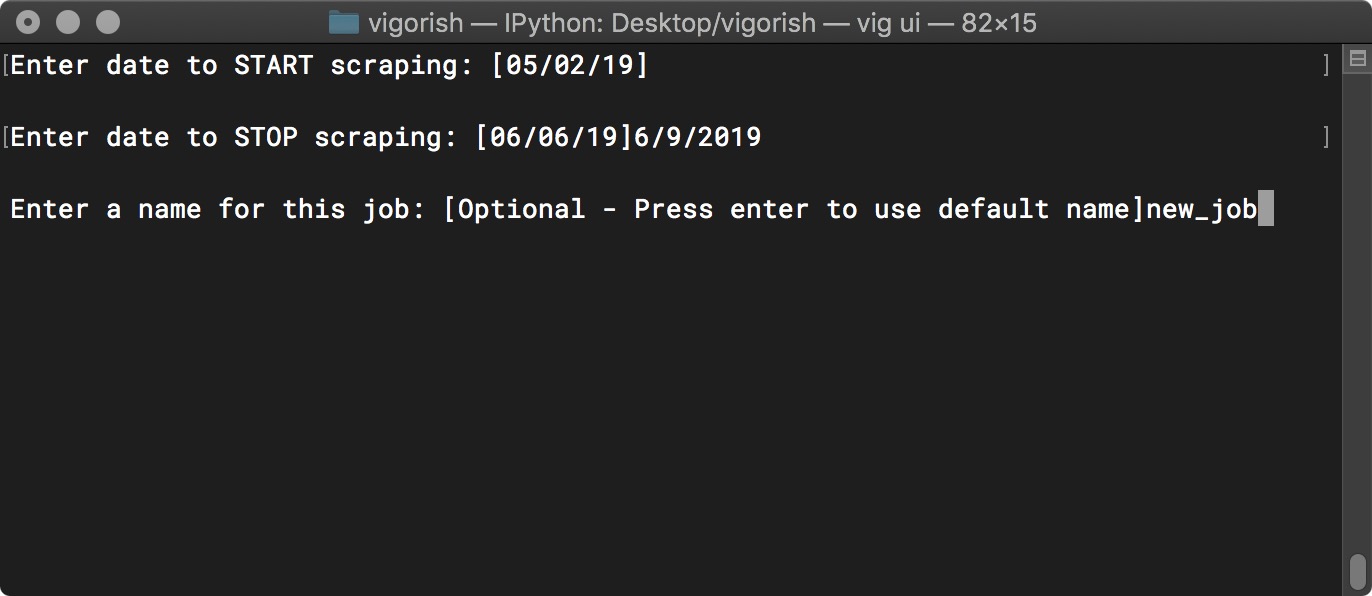 vigorish — IPython: Desktop/vigorish — vig ui — 82×15
[Enter date to START scraping: [05/02/19] ]
[Enter date to STOP scraping: [06/06/19]6/9/2019 ]
Enter a name for this job: [Optional - Press enter to use default name]new_job